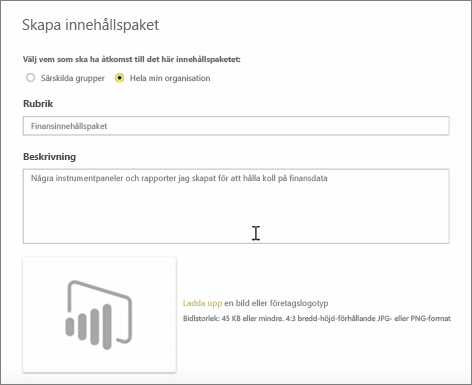 Skapa innehållspaket
Välj vem som ska ha åtkomst till det här innehållspaketet:
Särskilda grupper Hela min organisation
Rubrik
Finansinnehållspaket
Beskrivning
Några instrumentpaneler och rapporter jag skapat för att hålla koll på finansdata
Ladda upp en bild eller företagslogotyp
Bidlstorlek: 45 KB eller mindre. 4:3 bredd-höjd-förhållande JPG- eller PNG-format